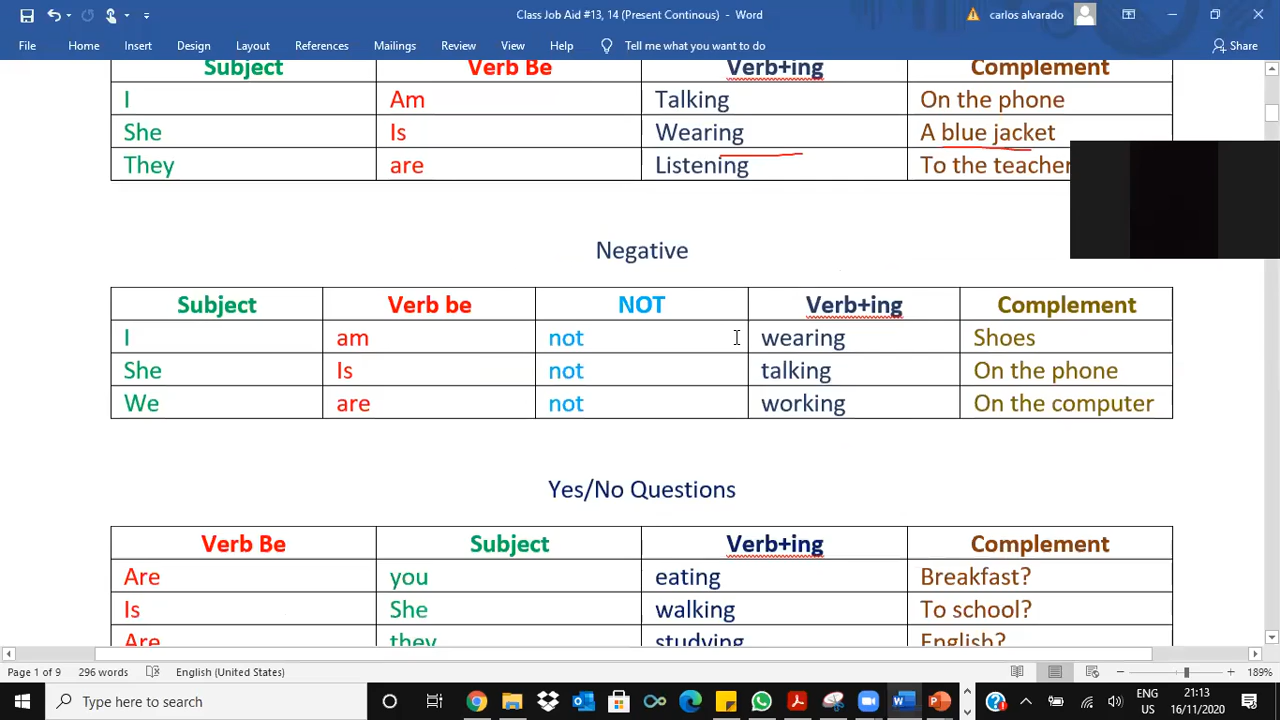 Class Job Aid #13, 14 (Present Continous) - Word
carlos alvarado
File Home Insert Design Layout References Mailings Review View Help Tell me what you want to do Share
Subject Verb Be Verb+ing Complement
I Am Talking On the phone
She Is Wearing A blue jacket
They are Listening To the teacher
Negative
Subject Verb be NOT Verb+ing Complement
I am not wearing Shoes
She Is not talking On the phone
We are not working On the computer
Yes/No Questions
Verb Be Subject Verb+ing Complement
Are you eating Breakfast?
Is She walking To school?
Are they studying English?
Page 1 of 9 296 words English (United States) 189%
Type here to search
ENG 21:13
IG 16/11/2020